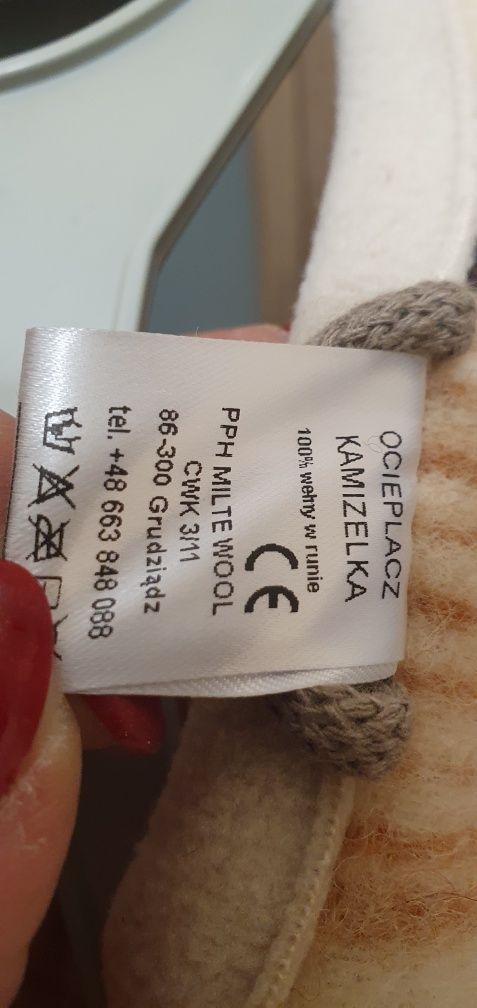 OCIEPLACZ
KAMIZELKA
100% wełny w runie
CE
PPH MILTE WOOL
CWK 3/11
86-300 Grudziądz
tel. +48 663 848 088